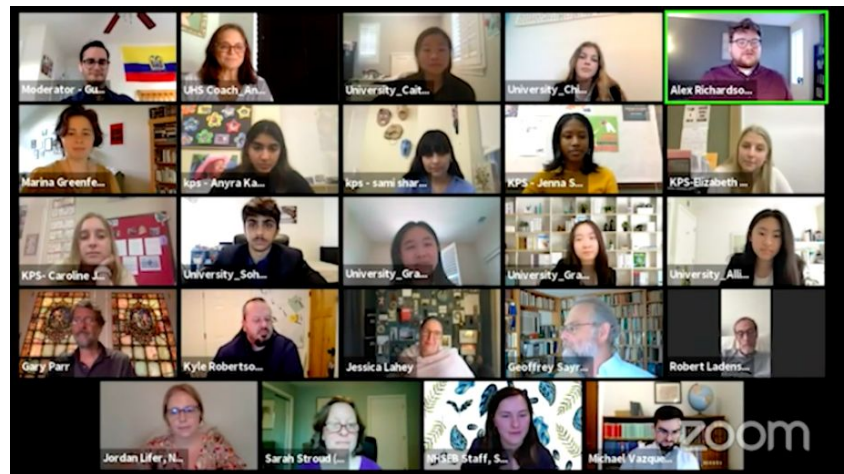 Moderator - Gu...
UHS Coach_An...
University_Cait...
University_Chi...
Alex Richardso...
Marina Greenfe...
kps - Anyra Ka...
kps - sami shar...
KPS - Jenna S...
KPS-Elizabeth ...
KPS- Caroline J...
University_Soh...
University_Gra...
University_Gra...
University_Alli...
Gary Parr
Kyle Robertso...
Jessica Lahey
Geoffrey Sayr...
Robert Ladens...
Jordan Lifer, N...
Sarah Stroud (...
NHSEB Staff, S...
Michael Vazque...
zoom